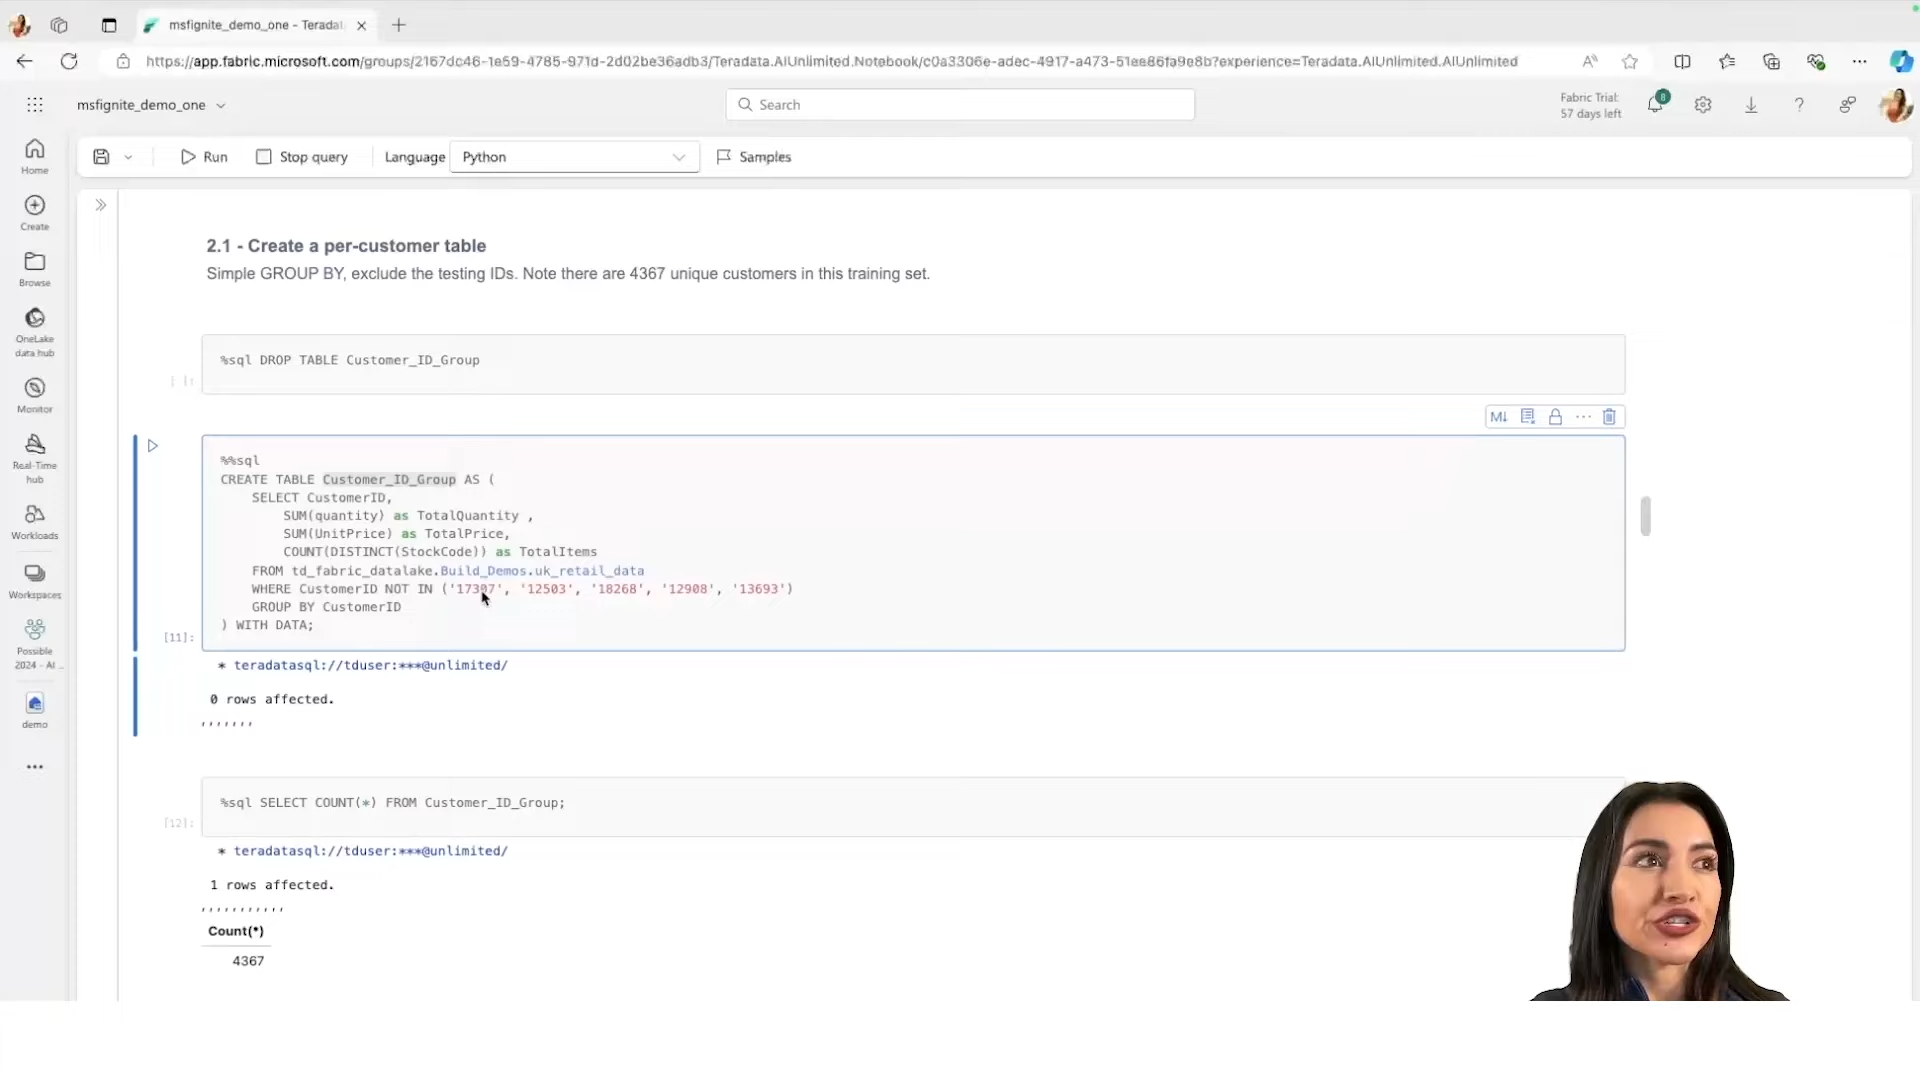 msfignite_demo_one - Teradat
https://app.fabric.microsoft.com/groups/2167dc46-1e59-4785-971d-2d02be36adb3/Teradata.AIUnlimited.Notebook/c0a3306e-adec-4917-a473-51ee86fa9e8b?experience=Teradata.AIUnlimited.AIUnlimited
msfignite_demo_one
Search
Fabric Trial:
57 days left
8
Run
Stop query
Language
Python
Samples
Home
Create
Browse
OneLake
data hub
Monitor
Real-Time
hub
Workloads
Workspaces
Possible
2024 - AI ...
demo
2.1 - Create a per-customer table
Simple GROUP BY, exclude the testing IDs. Note there are 4367 unique customers in this training set.
%sql DROP TABLE Customer_ID_Group
[ ]:
M↓
%%sql
CREATE TABLE Customer_ID_Group AS (
SELECT CustomerID,
SUM(quantity) as TotalQuantity ,
SUM(UnitPrice) as TotalPrice,
COUNT(DISTINCT(StockCode)) as TotalItems
FROM td_fabric_datalake.Build_Demos.uk_retail_data
WHERE CustomerID NOT IN ('17307', '12503', '18268', '12908', '13693')
GROUP BY CustomerID
) WITH DATA;
[11]:
* teradatasql://tduser:***@unlimited/
0 rows affected.
,,,,,,,
%sql SELECT COUNT(*) FROM Customer_ID_Group;
[12]:
* teradatasql://tduser:***@unlimited/
1 rows affected.
,,,,,,,,,,,
Count(*)
4367